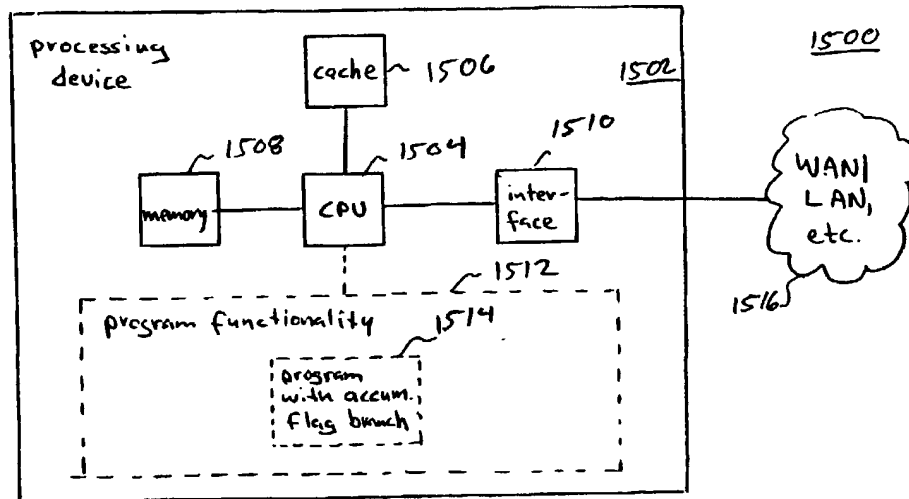 processing
device
cache
1506
1502
1500
1508
1504
1510
memory
CPU
inter-
face
WAN/
LAN,
etc.
1516
1512
program functionality
1514
program
with accum.
flag branch